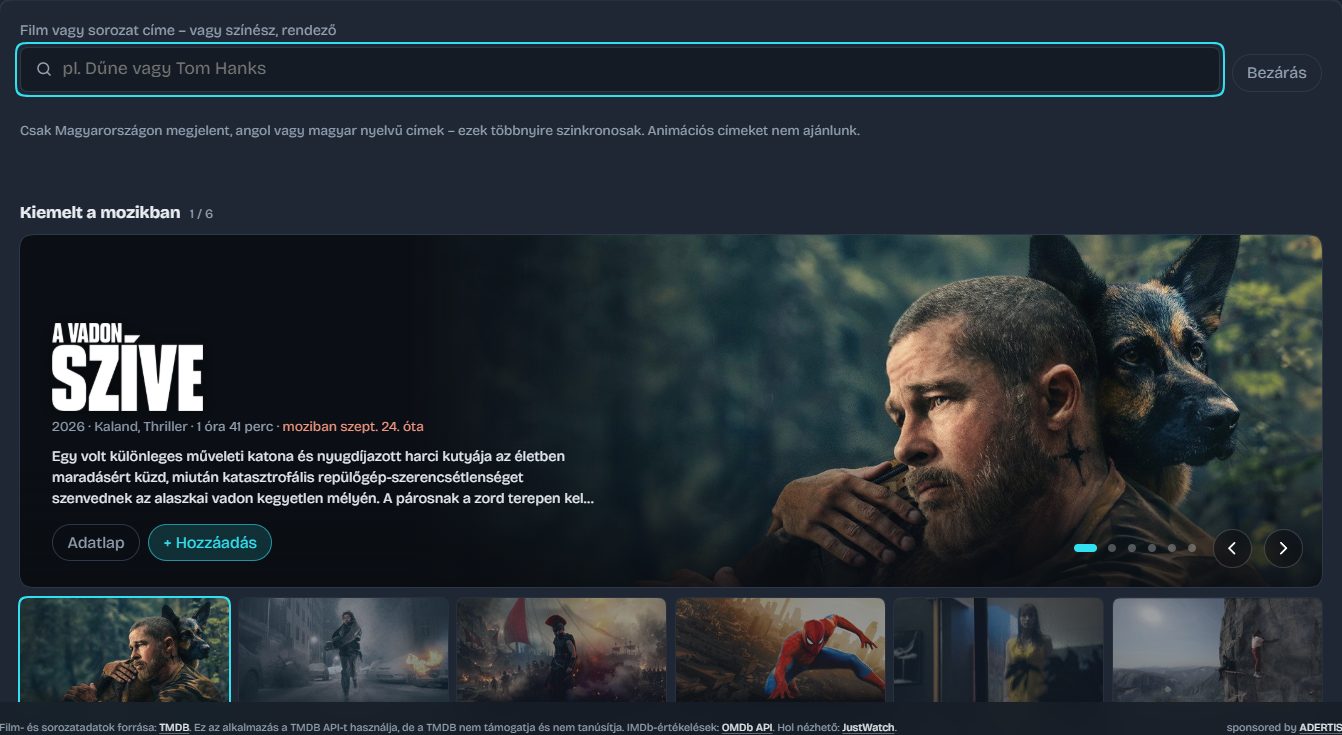 Film vagy sorozat címe – vagy színész, rendező
pl. Dűne vagy Tom Hanks
Bezárás
Csak Magyarországon megjelent, angol vagy magyar nyelvű címek – ezek többnyire szinkronosak. Animációs címeket nem ajánlunk.
Kiemelt a mozikban 1 / 6
A VADON
SZÍVE
2026 · Kaland, Thriller · 1 óra 41 perc · moziban szept. 24. óta
Egy volt különleges műveleti katona és nyugdíjazott harci kutyája az életben
maradásért küzd, miután katasztrofális repülőgép-szerencsétlenséget
szenvednek az alaszkai vadon kegyetlen mélyén. A párosnak a zord terepen kel...
Adatlap
+ Hozzáadás
Film- és sorozatadatok forrása: TMDB. Ez az alkalmazás a TMDB API-t használja, de a TMDB nem támogatja és nem tanúsítja. IMDb-értékelések: OMDb API. Hol nézhető: JustWatch.
sponsored by ADERTIS